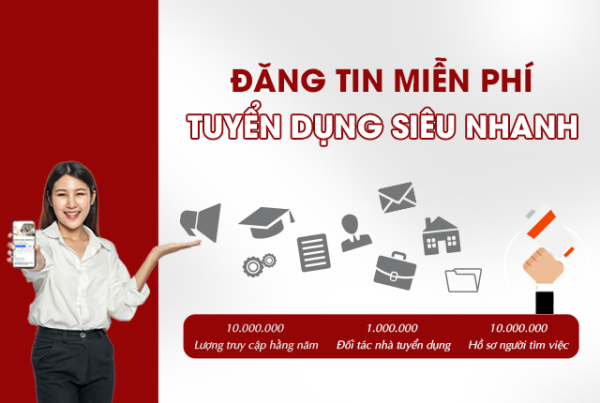 ĐĂNG TIN MIỄN PHÍ
TUYỂN DỤNG SIÊU NHANH
10.000.000
Lượng truy cập hằng năm
1.000.000
Đối tác nhà tuyển dụng
10.000.000
Hồ sơ người tìm việc